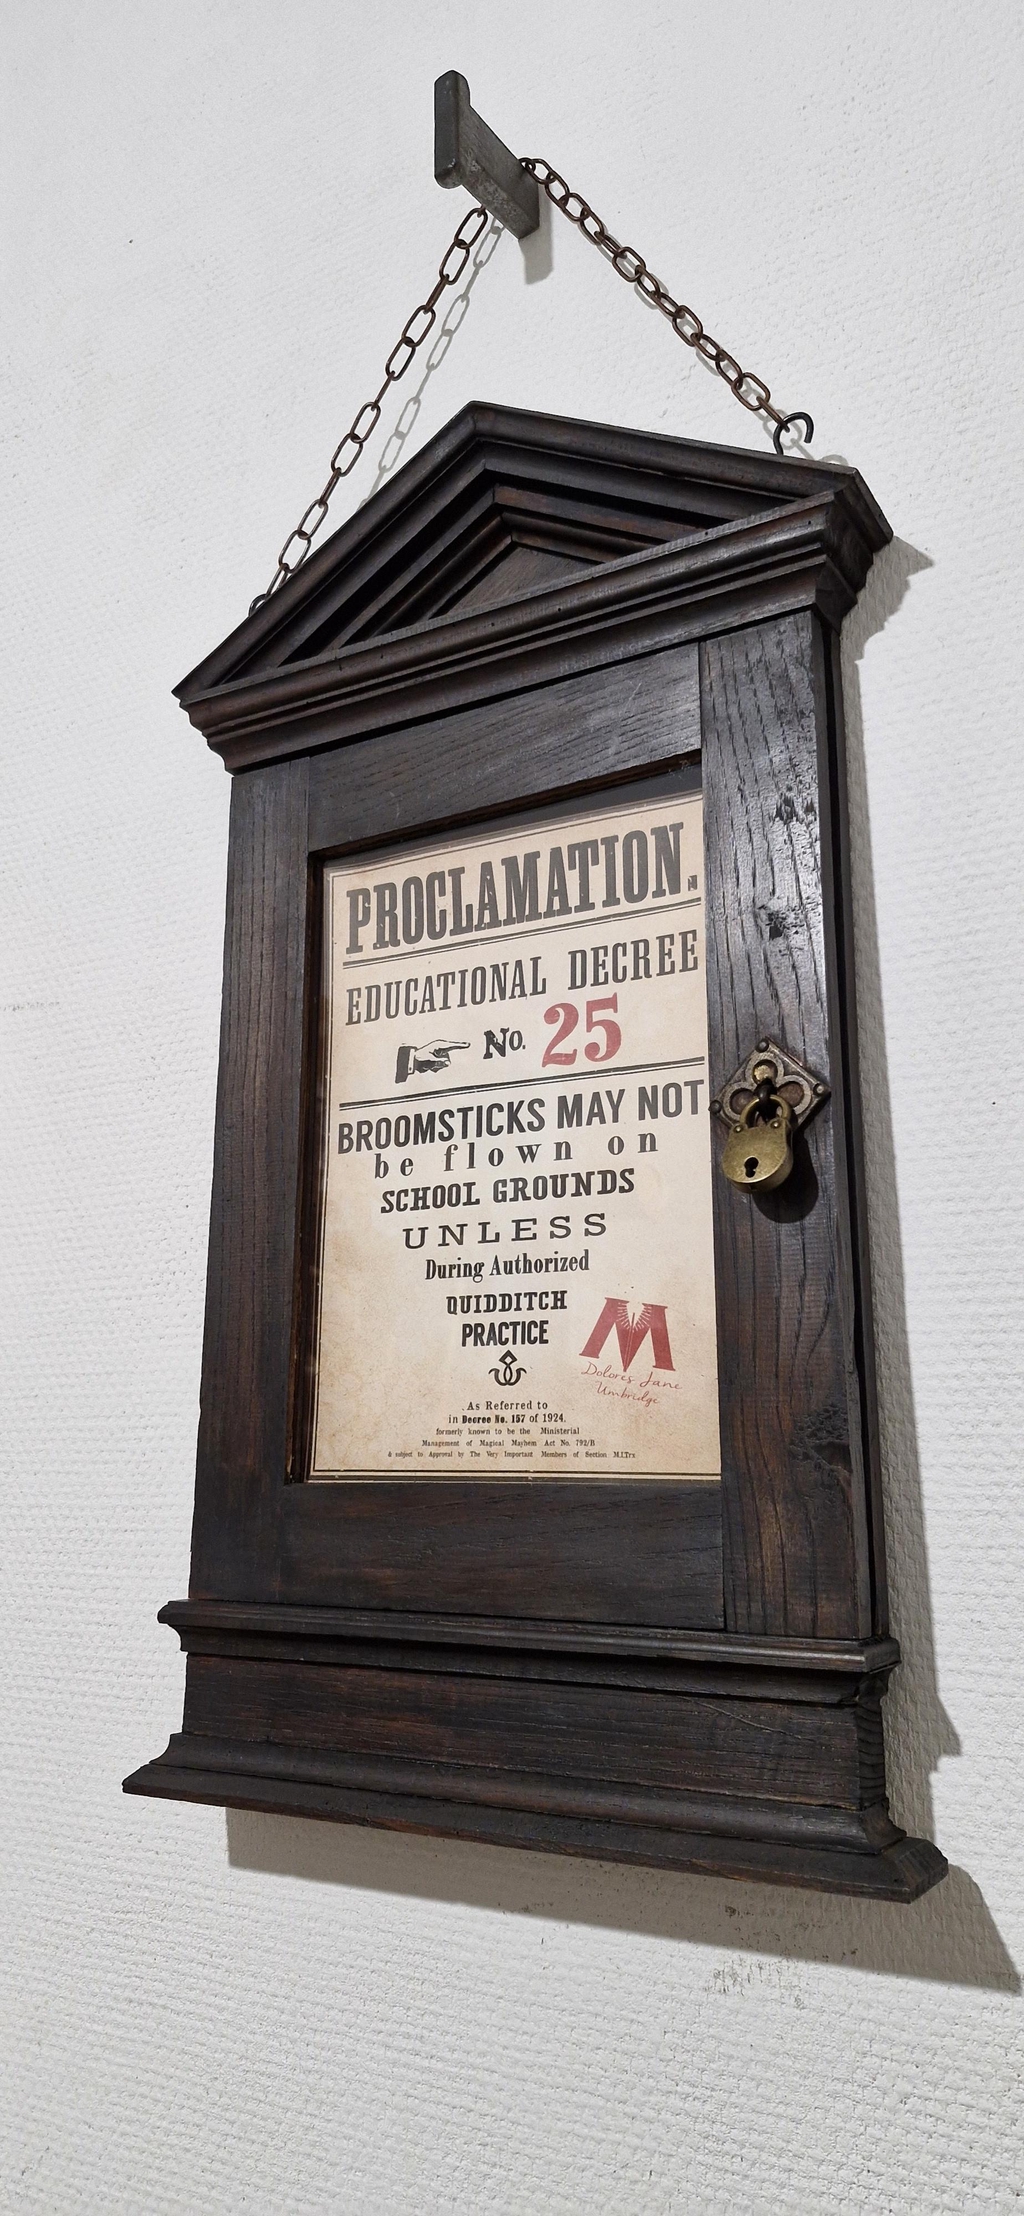 PROCLAMATION.
EDUCATIONAL DECREE
No. 25
BROOMSTICKS MAY NOT
be flown on
SCHOOL GROUNDS
UNLESS
During Authorized
QUIDDITCH
PRACTICE
M
Dolores Jane
Umbridge
As Referred to
in Decree No. 157 of 1924.
formerly known to be the Ministerial
Management of Magical Mayhem Act No. 792/B
& subject to Approval by The Very Important Members of Section M.I.Trx